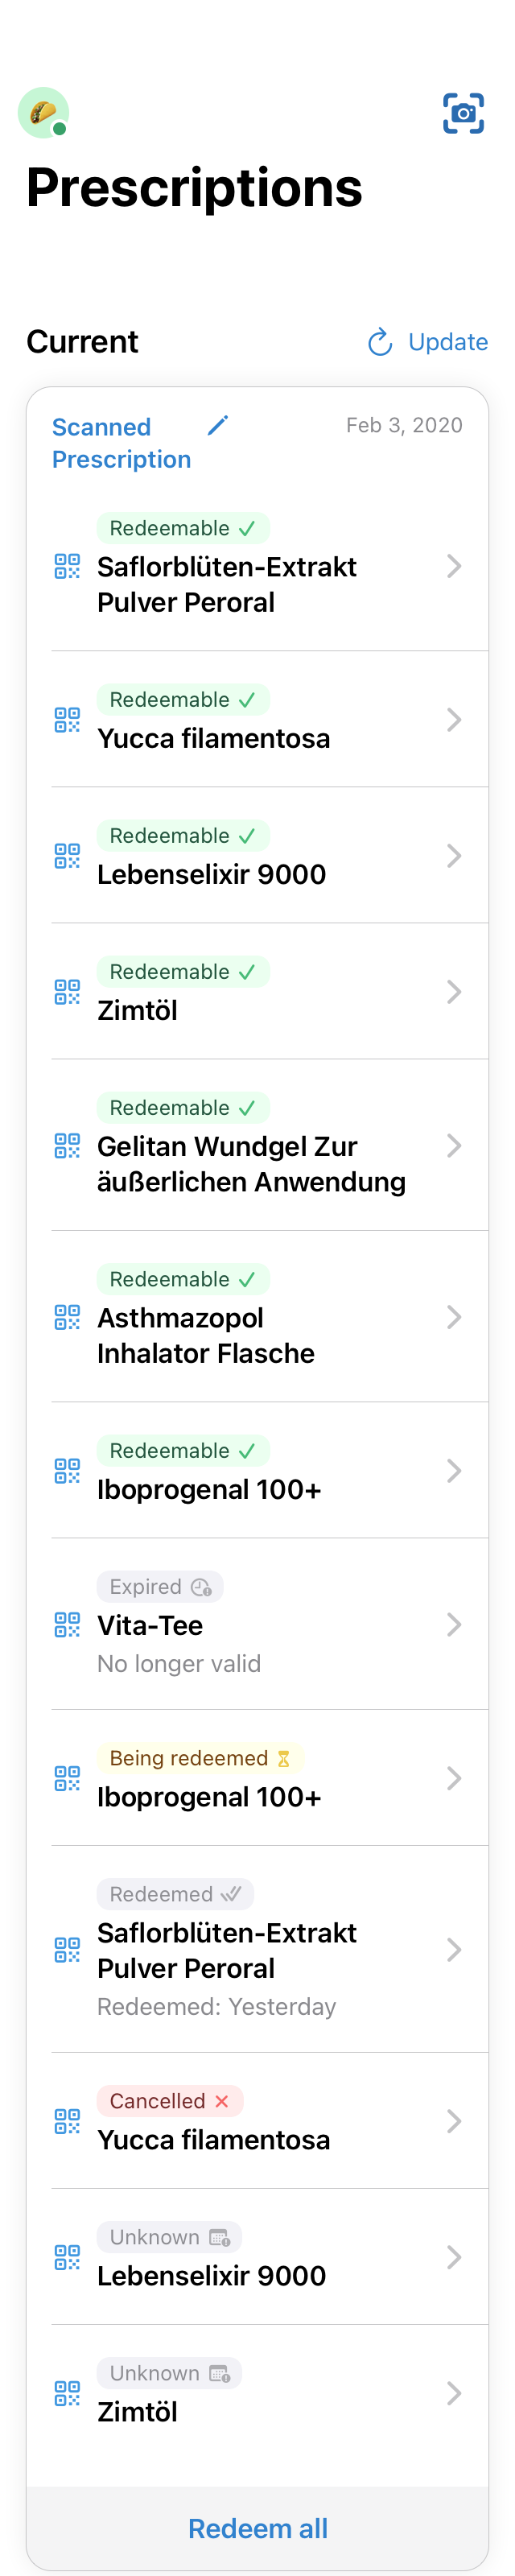 Prescriptions
Current
Update
Scanned
Prescription
Feb 3, 2020
Redeemable
Saflorblüten-Extrakt
Pulver Peroral
Redeemable
Yucca filamentosa
Redeemable
Lebenselixir 9000
Redeemable
Zimtöl
Redeemable
Gelitan Wundgel Zur
äußerlichen Anwendung
Redeemable
Asthmazopol
Inhalator Flasche
Redeemable
Iboprogenal 100+
Expired
Vita-Tee
No longer valid
Being redeemed
Iboprogenal 100+
Redeemed
Saflorblüten-Extrakt
Pulver Peroral
Redeemed: Yesterday
Cancelled
Yucca filamentosa
Unknown
Lebenselixir 9000
Unknown
Zimtöl
Redeem all